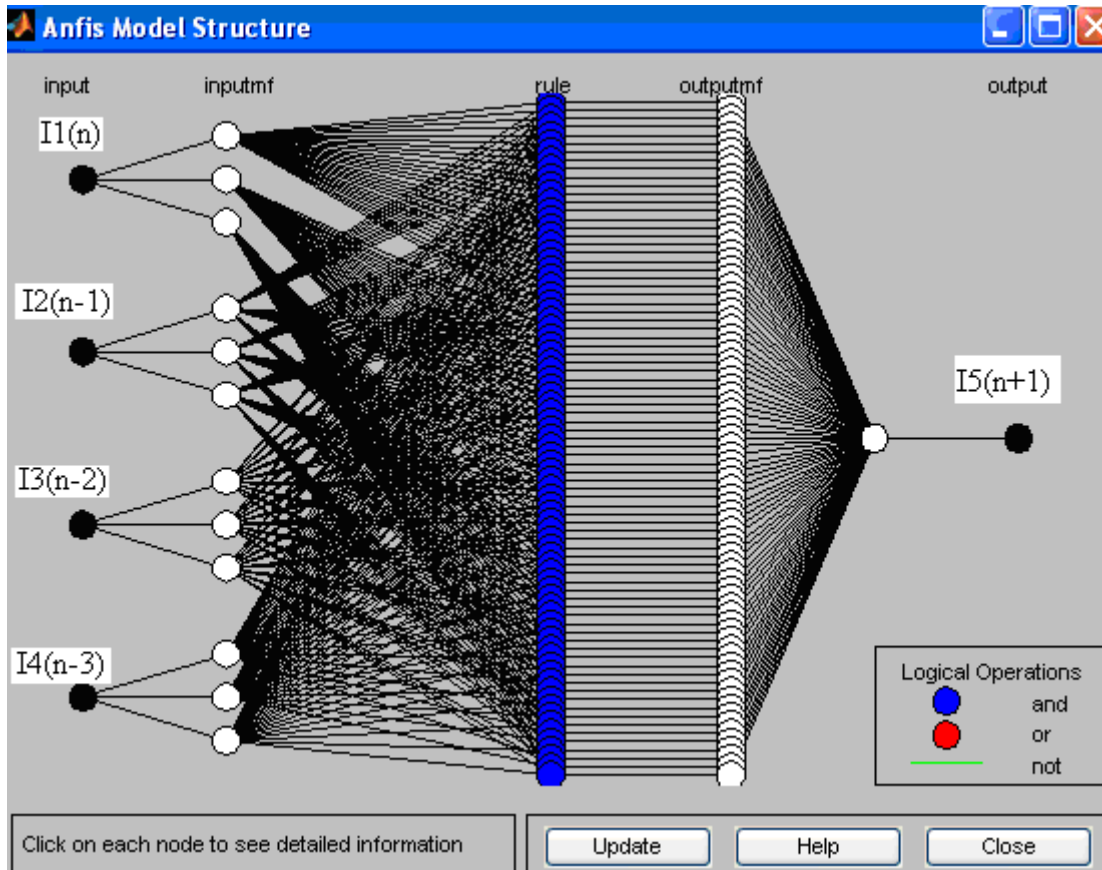 Anfis Model Structure
input inputmf rule outputmf output
I1(n)
I2(n-1)
I3(n-2)
I4(n-3)
I5(n+1)
Logical Operations
and
or
not
Click on each node to see detailed information
Update Help Close